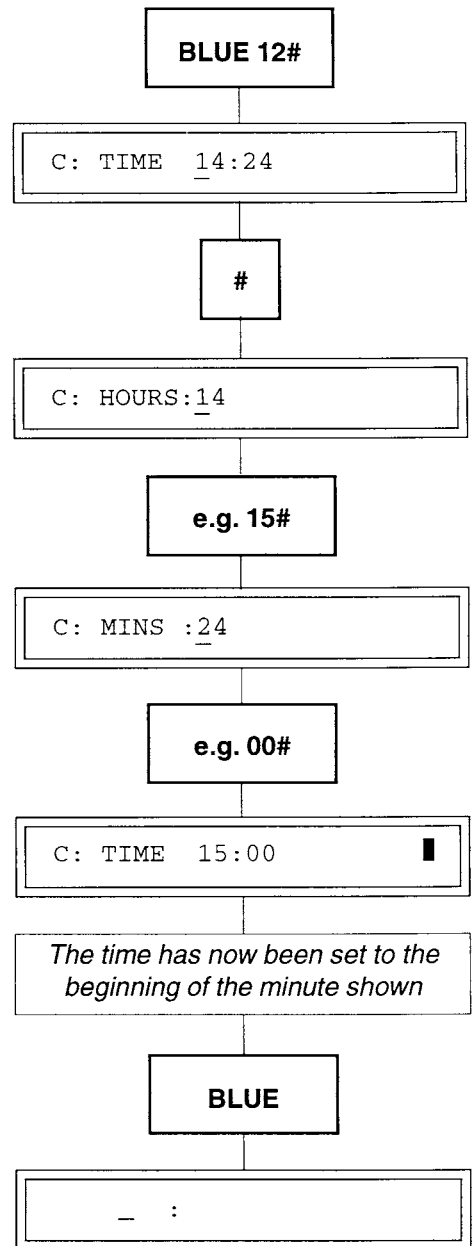 BLUE 12#
C: TIME 14:24
#
C: HOURS:14
e.g. 15#
C: MINS :24
e.g. 00#
C: TIME 15:00 ▮
The time has now been set to the
beginning of the minute shown
BLUE
_ :